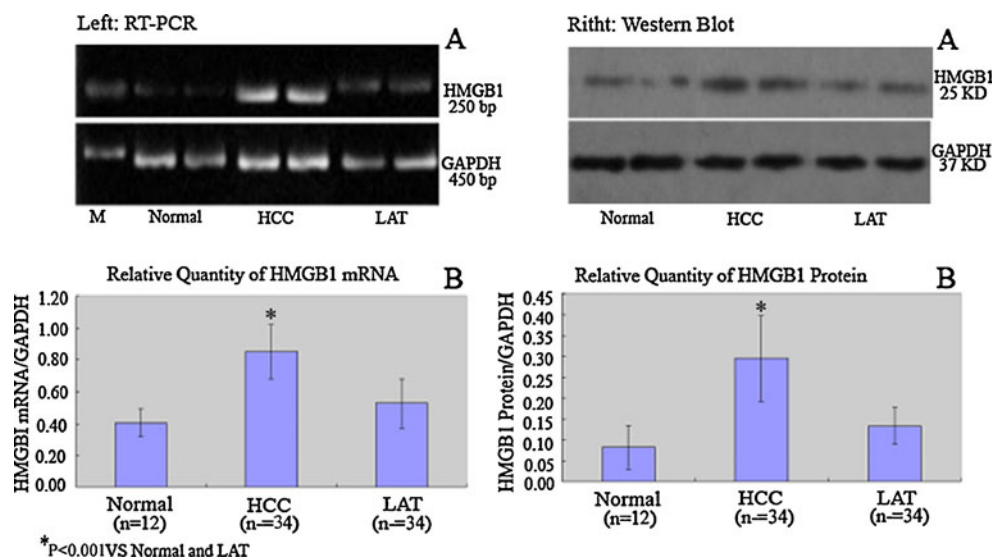 Left: RT-PCR
A
HMGB1
250 bp
GAPDH
450 bp
M Normal HCC LAT
Ritht: Western Blot
A
HMGB1
25 KD
GAPDH
37 KD
Normal HCC LAT
Relative Quantity of HMGB1 mRNA
B
HMGBI mRNA/GAPDH
1.20
1.00
0.80
0.60
0.40
0.20
0.00
*
Normal HCC LAT
(n=12) (n-=34) (n-=34)
*P<0.001VS Normal and LAT
Relative Quantity of HMGB1 Protein
B
HMGB1 Protein/GAPDH
0.45
0.40
0.35
0.30
0.25
0.20
0.15
0.10
0.05
0.00
*
Normal HCC LAT
(n=12) (n-=34) (n-=34)